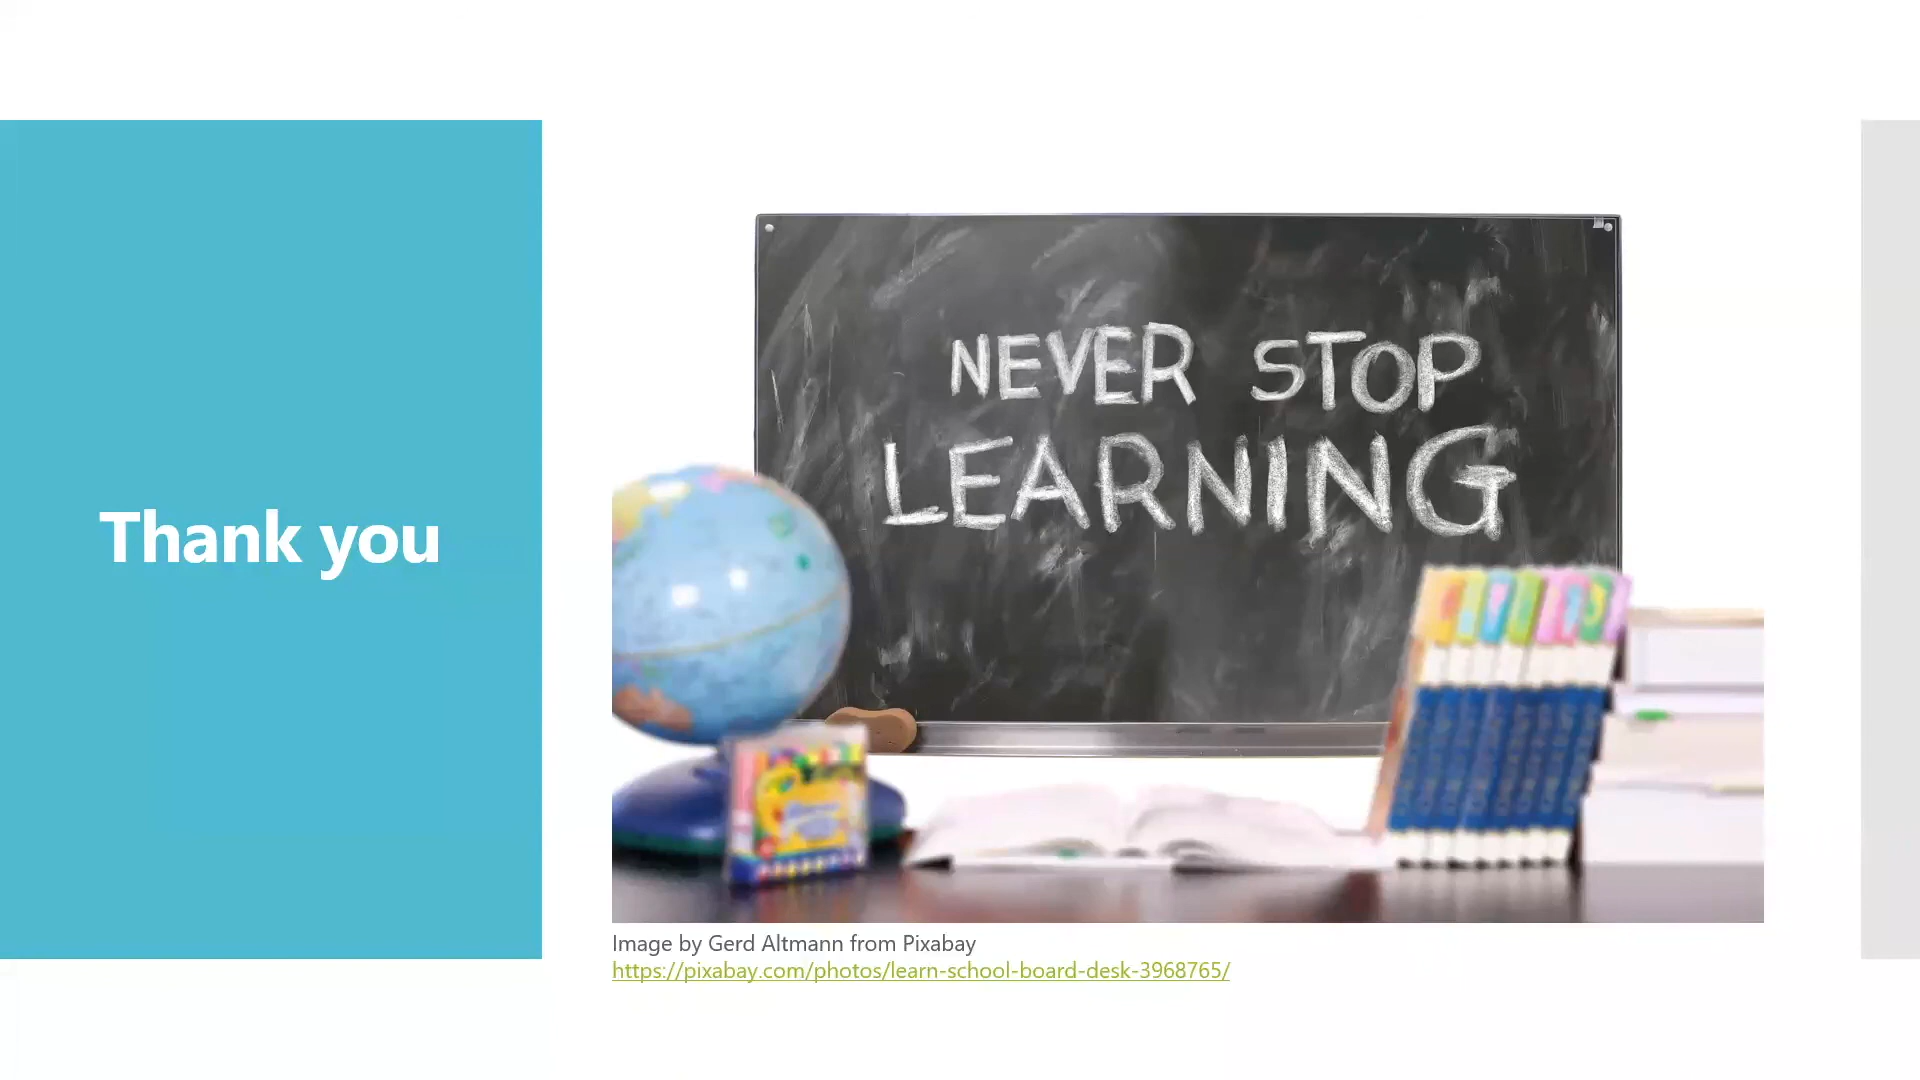 Thank you
NEVER STOP
LEARNING
Image by Gerd Altmann from Pixabay
https://pixabay.com/photos/learn-school-board-desk-3968765/